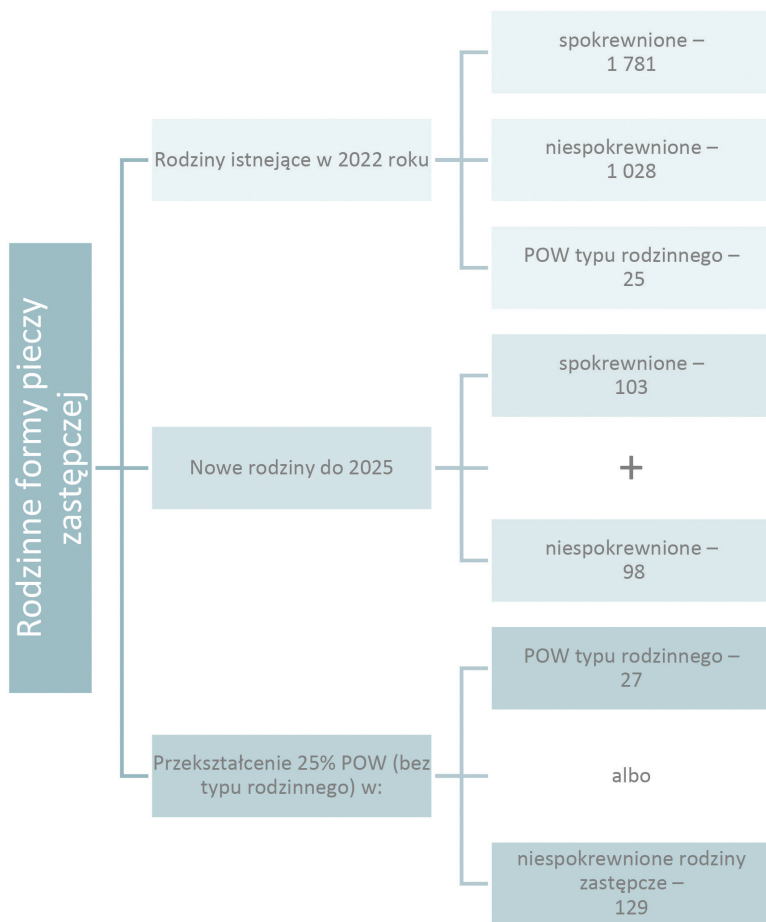 Rodzinne formy pieczy
zastępczej
Rodziny istnejące w 2022 roku
spokrewnione –
1 781
niespokrewnione –
1 028
POW typu rodzinnego –
25
Nowe rodziny do 2025
spokrewnione –
103
+
niespokrewnione –
98
Przekształcenie 25% POW (bez
typu rodzinnego) w:
POW typu rodzinnego –
27
albo
niespokrewnione rodziny
zastępcze –
129